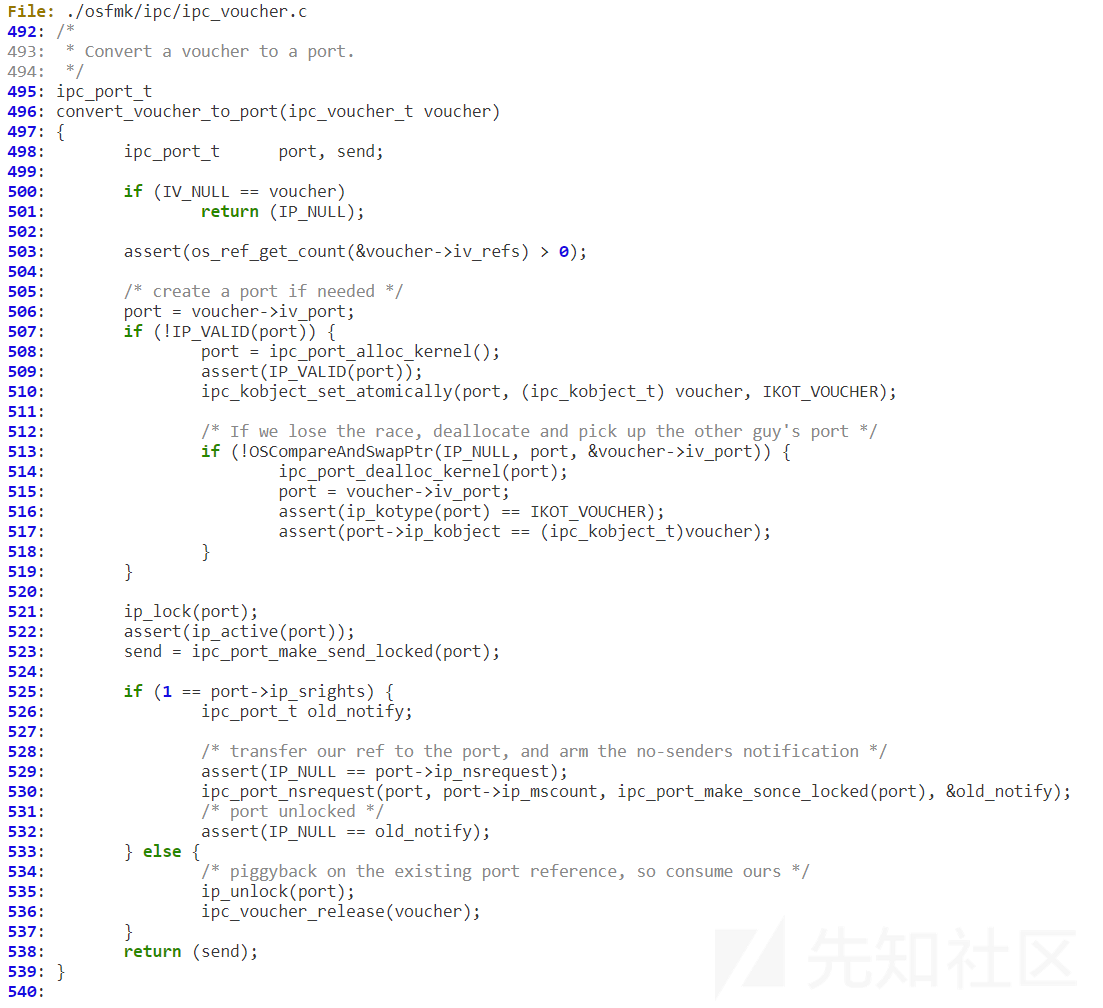 File: ./osfmk/ipc/ipc_voucher.c
492: /*
493:  * Convert a voucher to a port.
494:  */
495: ipc_port_t
496: convert_voucher_to_port(ipc_voucher_t voucher)
497: {
498:         ipc_port_t      port, send;
499:
500:         if (IV_NULL == voucher)
501:                 return (IP_NULL);
502:
503:         assert(os_ref_get_count(&voucher->iv_refs) > 0);
504:
505:         /* create a port if needed */
506:         port = voucher->iv_port;
507:         if (!IP_VALID(port)) {
508:                 port = ipc_port_alloc_kernel();
509:                 assert(IP_VALID(port));
510:                 ipc_kobject_set_atomically(port, (ipc_kobject_t) voucher, IKOT_VOUCHER);
511:
512:                 /* If we lose the race, deallocate and pick up the other guy's port */
513:                 if (!OSCompareAndSwapPtr(IP_NULL, port, &voucher->iv_port)) {
514:                         ipc_port_dealloc_kernel(port);
515:                         port = voucher->iv_port;
516:                         assert(ip_kotype(port) == IKOT_VOUCHER);
517:                         assert(port->ip_kobject == (ipc_kobject_t)voucher);
518:                 }
519:         }
520:
521:         ip_lock(port);
522:         assert(ip_active(port));
523:         send = ipc_port_make_send_locked(port);
524:
525:         if (1 == port->ip_srights) {
526:                 ipc_port_t old_notify;
527:
528:                 /* transfer our ref to the port, and arm the no-senders notification */
529:                 assert(IP_NULL == port->ip_nsrequest);
530:                 ipc_port_nsrequest(port, port->ip_mscount, ipc_port_make_sonce_locked(port), &old_notify);
531:                 /* port unlocked */
532:                 assert(IP_NULL == old_notify);
533:         } else {
534:                 /* piggyback on the existing port reference, so consume ours */
535:                 ip_unlock(port);
536:                 ipc_voucher_release(voucher);
537:         }
538:         return (send);
539: }
540:
先知社区